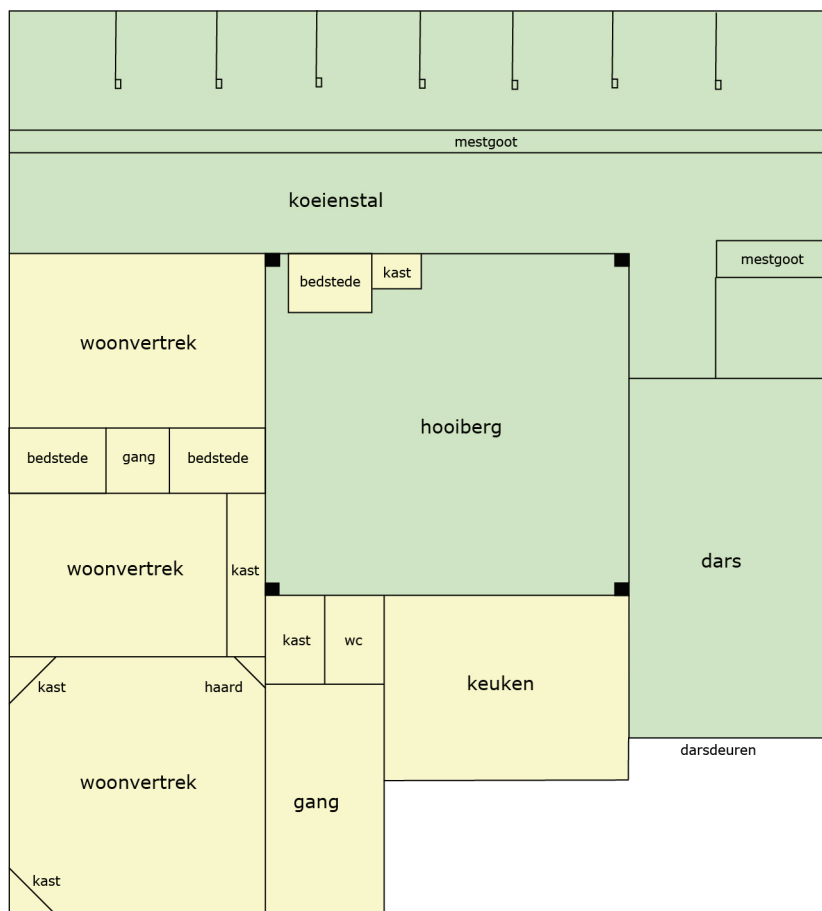 mestgoot
koeienstal
mestgoot
kast
bedstede
woonvertrek
hooiberg
bedstede
gang
bedstede
dars
woonvertrek
kast
kast
wc
keuken
kast
haard
darsdeuren
woonvertrek
gang
kast